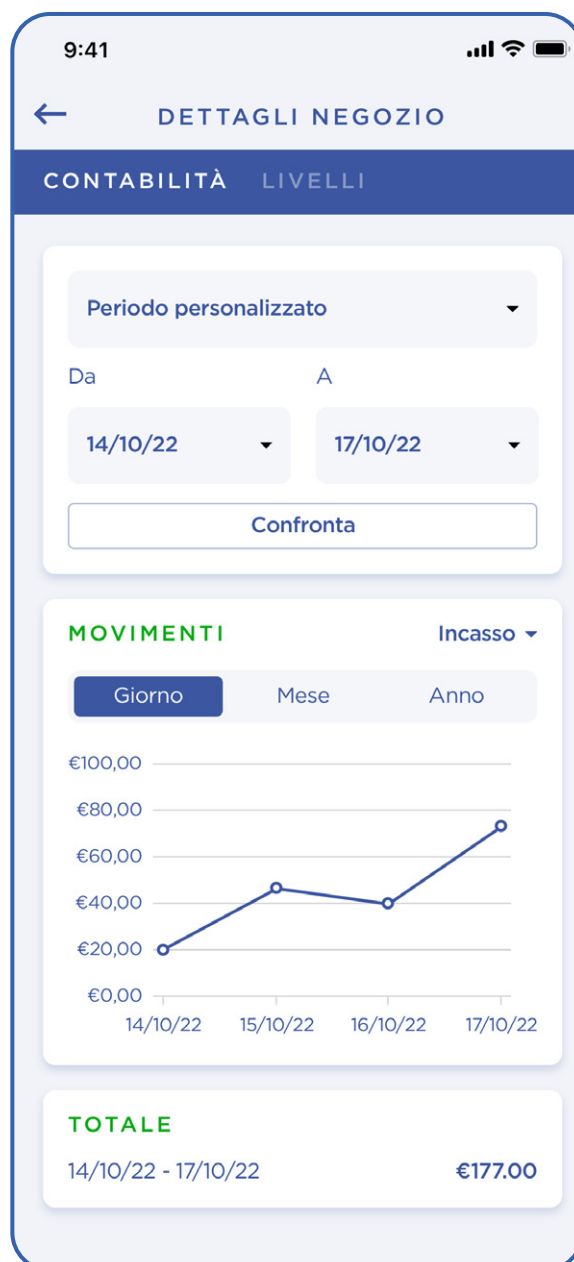 9:41
DETTAGLI NEGOZIO
CONTABILITÀ LIVELLI
Periodo personalizzato
Da A
14/10/22 17/10/22
Confronta
MOVIMENTI Incasso
Giorno Mese Anno
€100,00
€80,00
€60,00
€40,00
€20,00
€0,00
14/10/22 15/10/22 16/10/22 17/10/22
TOTALE
14/10/22 - 17/10/22 €177.00